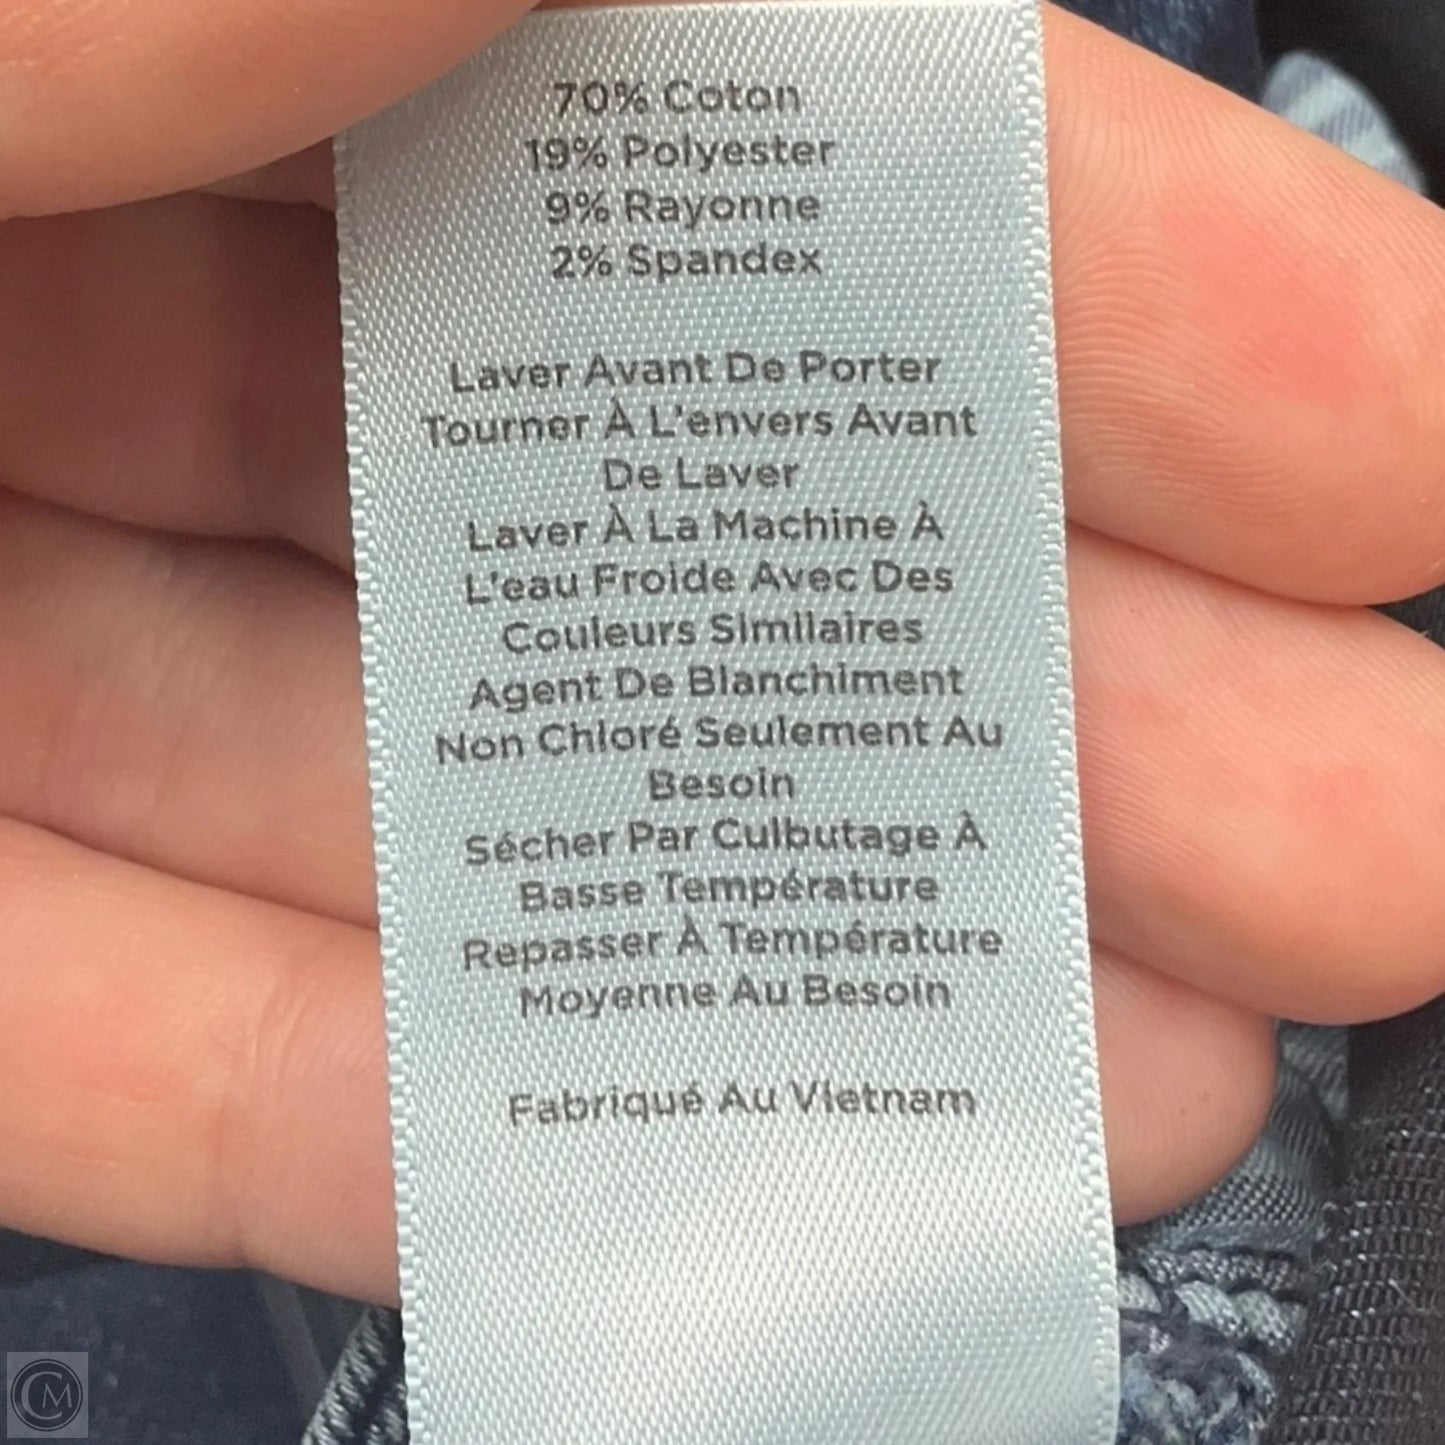 70% Coton
19% Polyester
9% Rayonne
2% Spandex
Laver Avant De Porter
Tourner À L'envers Avant
De Laver
Laver À La Machine À
L'eau Froide Avec Des
Couleurs Similaires
Agent De Blanchiment
Non Chloré Seulement Au
Besoin
Sécher Par Culbutage À
Basse Température
Repasser À Température
Moyenne Au Besoin
Fabriqué Au Vietnam
CM